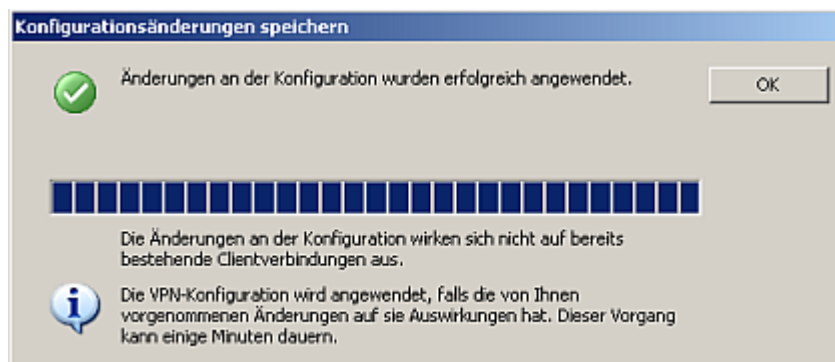 Konfigurationsänderungen speichern
Änderungen an der Konfiguration wurden erfolgreich angewendet.
OK
Die Änderungen an der Konfiguration wirken sich nicht auf bereits
bestehende Clientverbindungen aus.
Die VPN-Konfiguration wird angewendet, falls die von Ihnen
vorgenommenen Änderungen auf sie Auswirkungen hat. Dieser Vorgang
kann einige Minuten dauern.